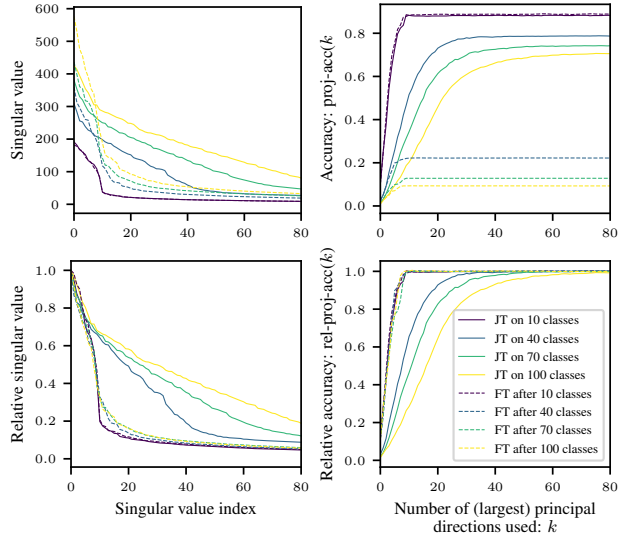 600
500
400
300
200
100
0
Singular value
0 20 40 60 80
0.8
0.6
0.4
0.2
0.0
Accuracy: proj-acc(k
0 20 40 60 80
1.0
0.8
0.6
0.4
0.2
0.0
Relative singular value
0 20 40 60 80
Singular value index
1.0
0.8
0.6
0.4
0.2
0.0
Relative accuracy: rel-proj-acc(k)
JT on 10 classes
JT on 40 classes
JT on 70 classes
JT on 100 classes
FT after 10 classes
FT after 40 classes
FT after 70 classes
FT after 100 classes
0 20 40 60 80
Number of (largest) principal
directions used: k